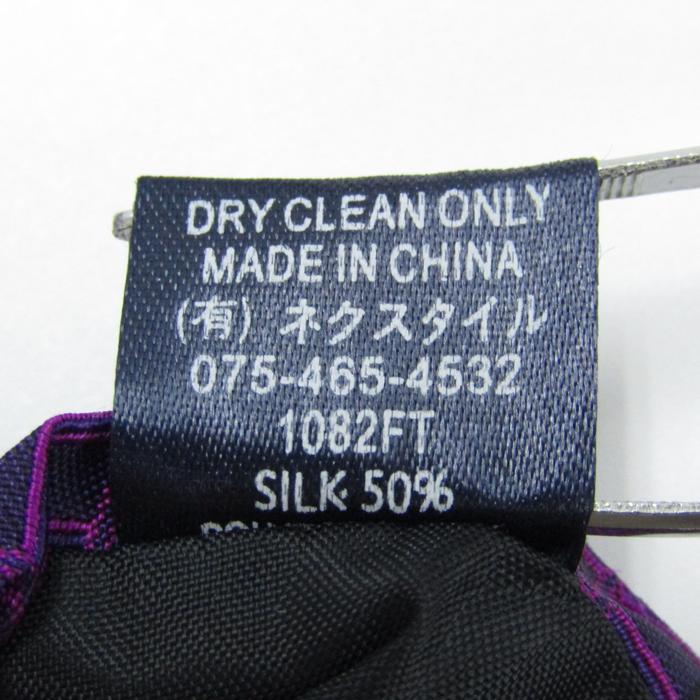 DRY CLEAN ONLY
MADE IN CHINA
(有) ネクスタイル
075-465-4532
1082FT
SILK 50%